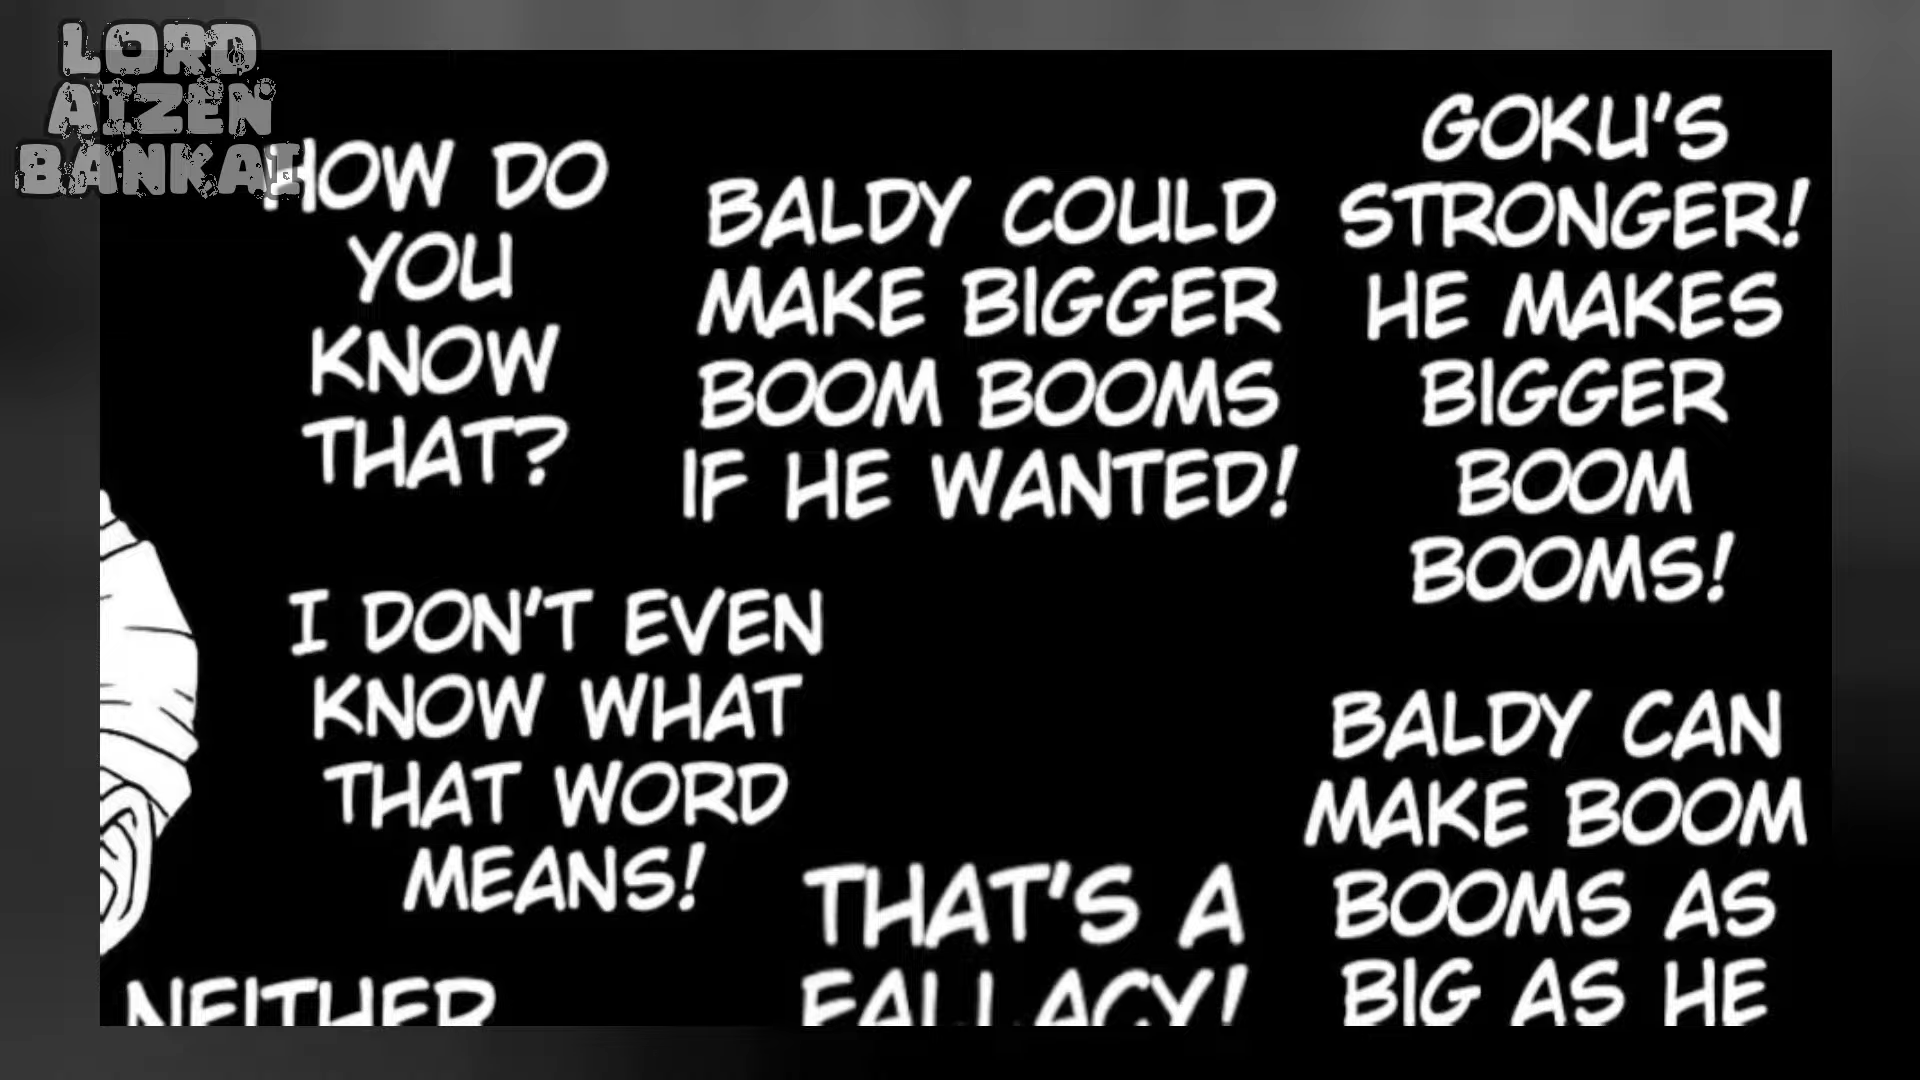 LORD
AIZEN
BANKAI
HOW DO
YOU
KNOW
THAT?
BALDY COULD
MAKE BIGGER
BOOM BOOMS
IF HE WANTED!
GOKU'S
STRONGER!
HE MAKES
BIGGER
BOOM
BOOMS!
I DON'T EVEN
KNOW WHAT
THAT WORD
MEANS!
BALDY CAN
MAKE BOOM
BOOMS AS
BIG AS HE
THAT'S A
FALLACY!
NEITHER